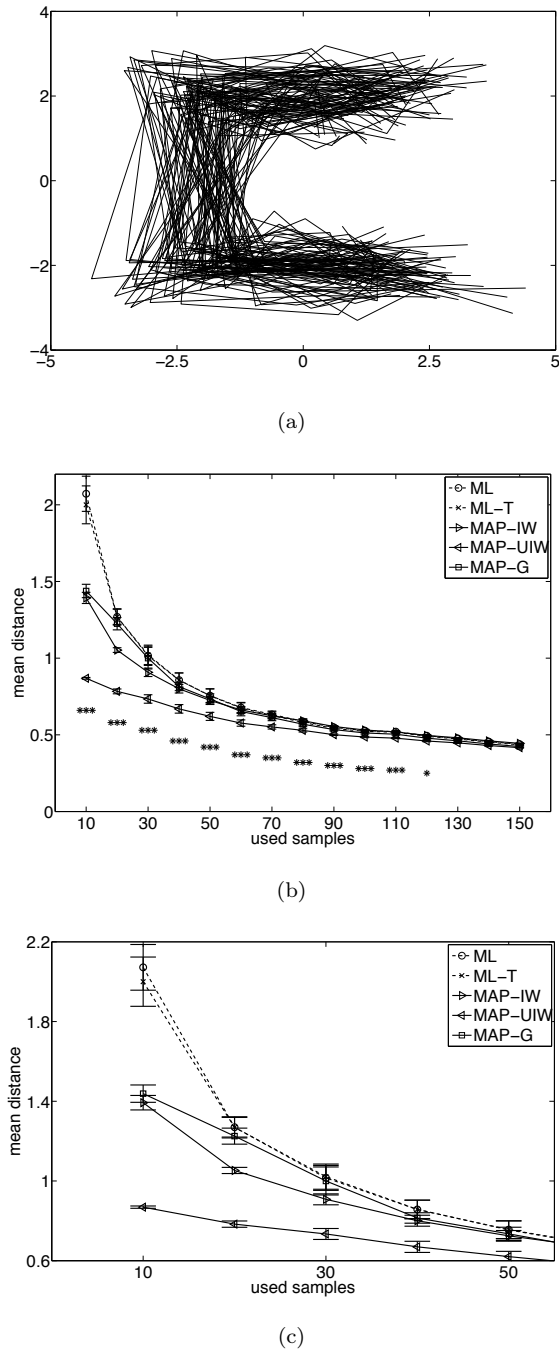 4
2
0
−2
−4
−5 −2.5 0 2.5 5
(a)
2
1.5
1
0.5
0
mean distance
ML
ML−T
MAP−IW
MAP−UIW
MAP−G
*** *** *** *** *** *** *** *** *** *** *** *
10 30 50 70 90 110 130 150
used samples
(b)
2.2
1.8
1.4
1
0.6
mean distance
ML
ML−T
MAP−IW
MAP−UIW
MAP−G
10 30 50
used samples
(c)